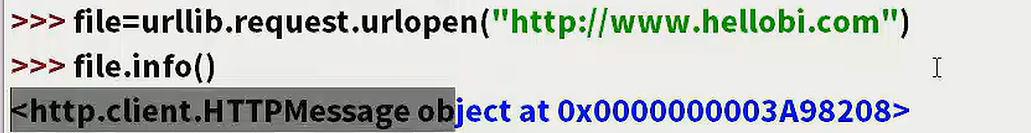 >>> file=urllib.request.urlopen("http://www.hellobi.com")
>>> file.info()
<http.client.HTTPMessage object at 0x0000000003A98208>